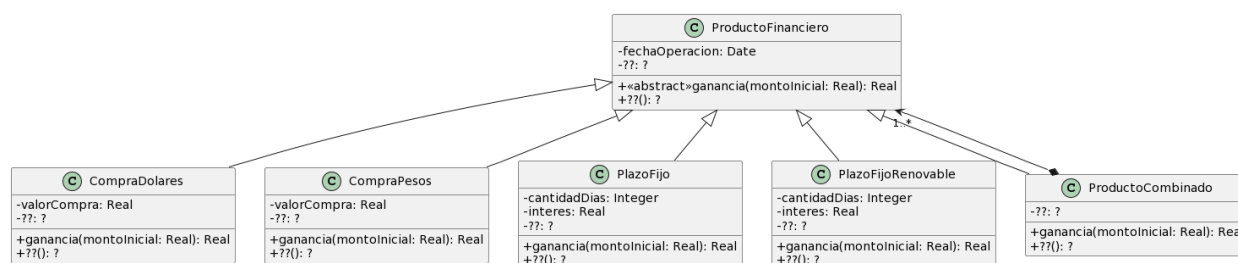 C ProductoFinanciero
-fechaOperacion: Date
-??: ?
+«abstract»ganancia(montoInicial: Real): Real
+??(): ?
1..*
C CompraDolares
-valorCompra: Real
-??: ?
+ganancia(montoInicial: Real): Real
+??(): ?
C CompraPesos
-valorCompra: Real
-??: ?
+ganancia(montoInicial: Real): Real
+??(): ?
C PlazoFijo
-cantidadDias: Integer
-interes: Real
-??: ?
+ganancia(montoInicial: Real): Real
+??(): ?
C PlazoFijoRenovable
-cantidadDias: Integer
-interes: Real
-??: ?
+ganancia(montoInicial: Real): Real
+??(): ?
C ProductoCombinado
-??: ?
+ganancia(montoInicial: Real): Real
+??(): ?